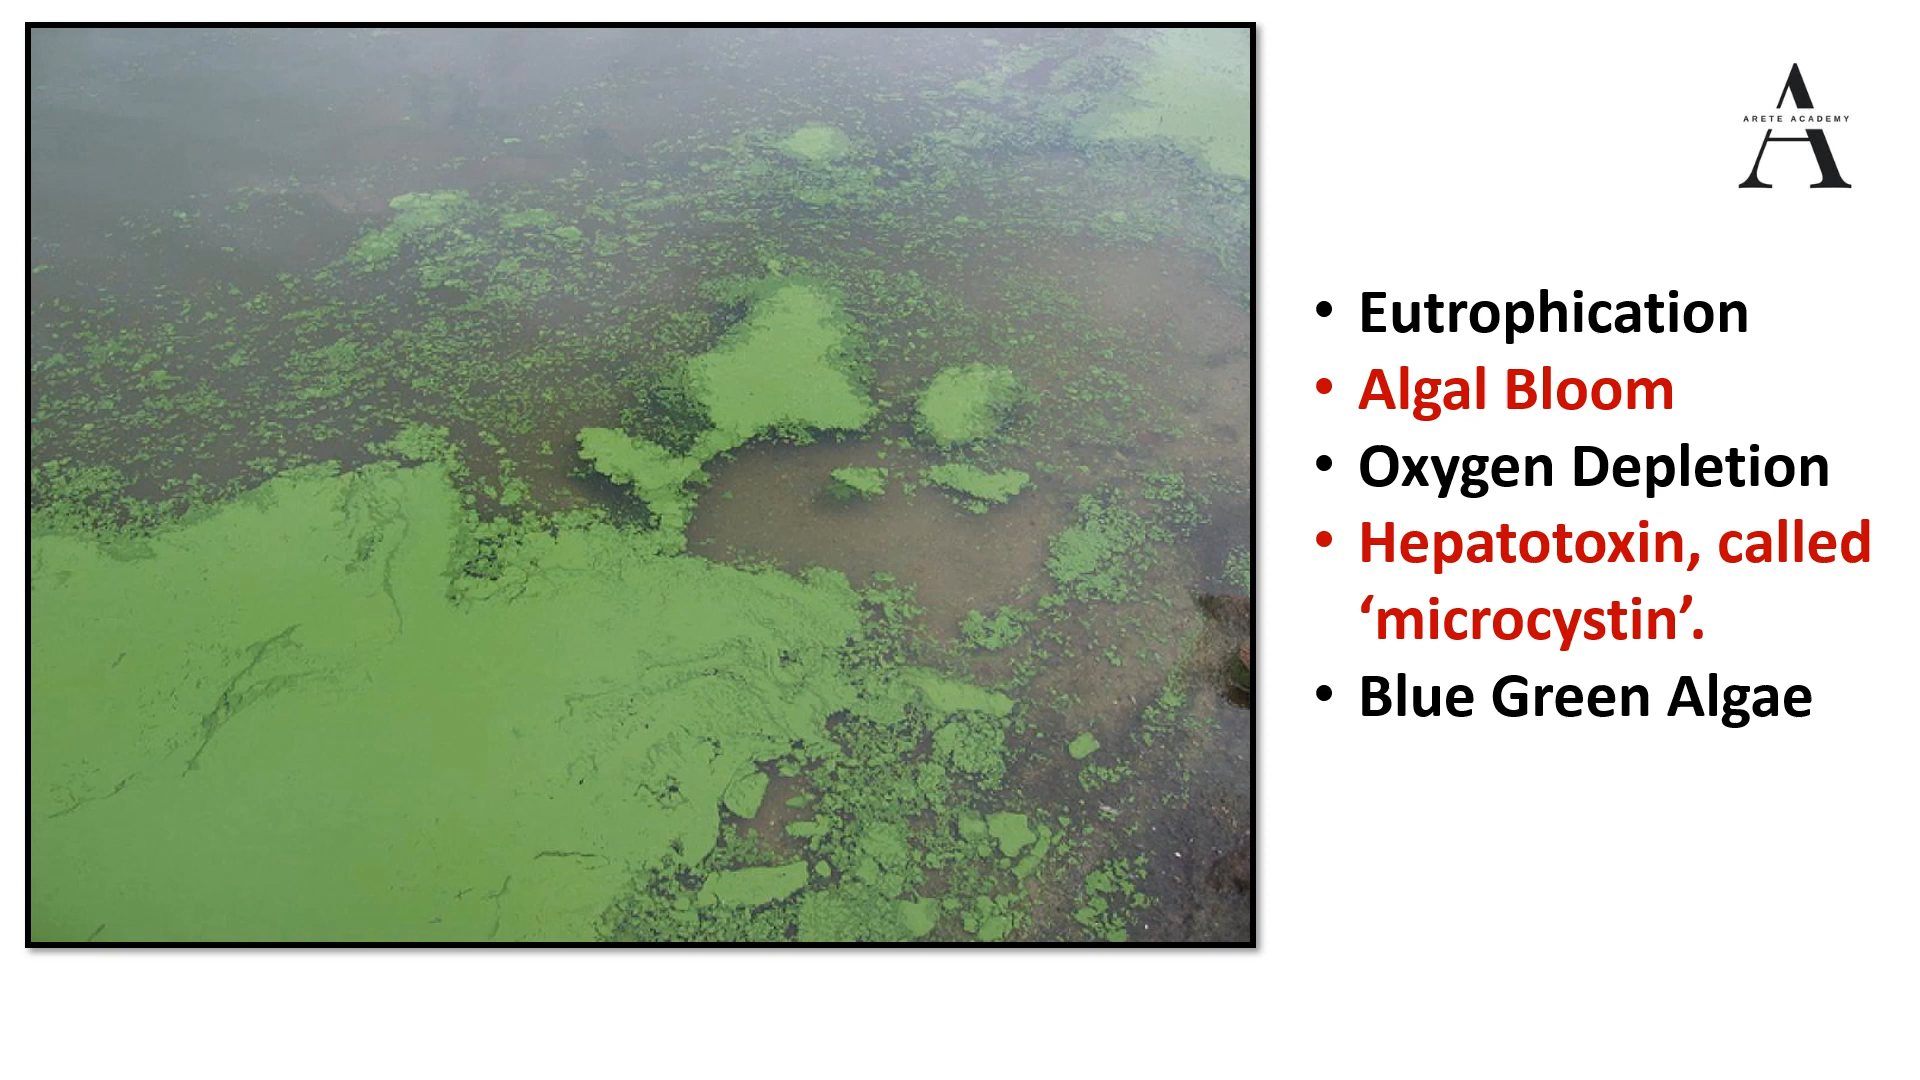 ARETE ACADEMY
• Eutrophication
• Algal Bloom
• Oxygen Depletion
• Hepatotoxin, called
‘microcystin’.
• Blue Green Algae